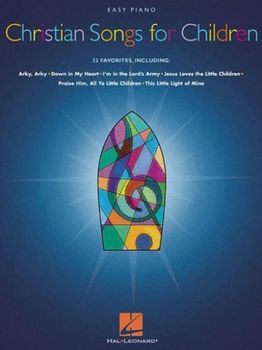 EASY PIANO
Christian Songs for Children
33 FAVORITES, INCLUDING:
Arky, Arky • Down in My Heart • I'm in the Lord's Army • Jesus Loves the Little Children •
Praise Him, All Ye Little Children • This Little Light of Mine
HAL•LEONARD®